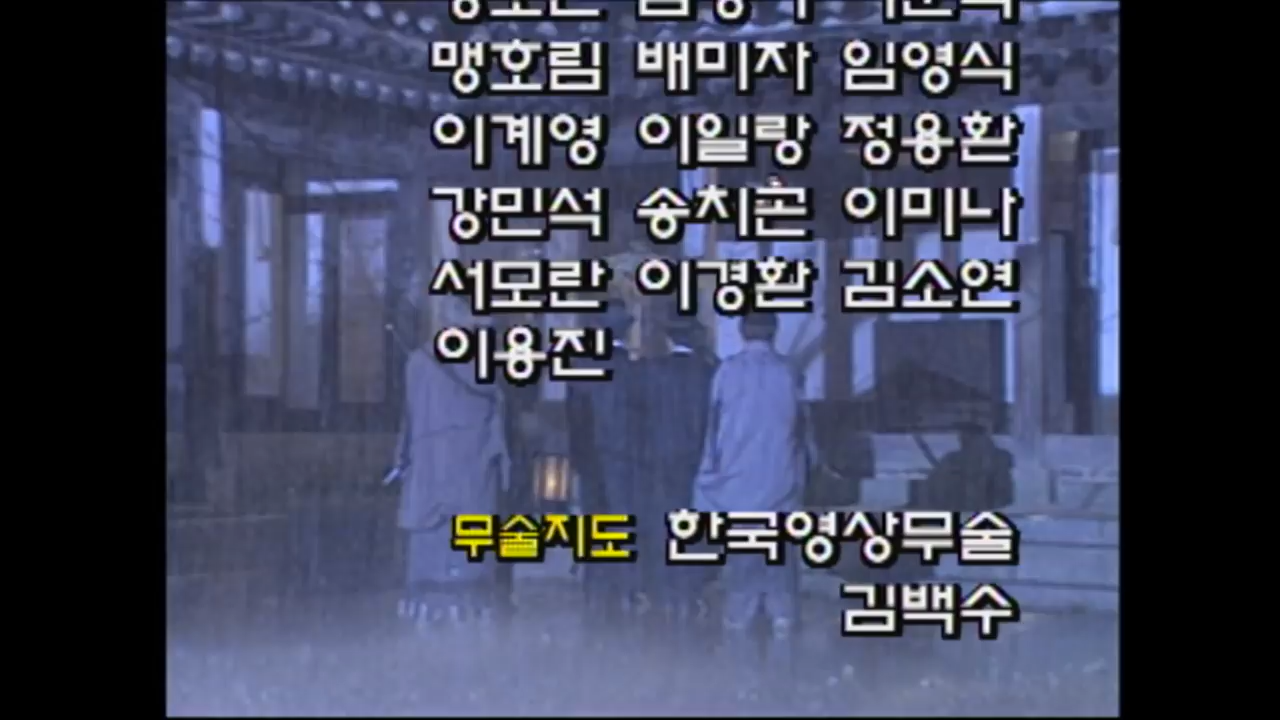 맹호림 배미자 임영식
이계영 이일랑 정용환
강민석 송치곤 이미나
서모란 이경환 김소연
이용진
무술지도 한국영상무술
김백수